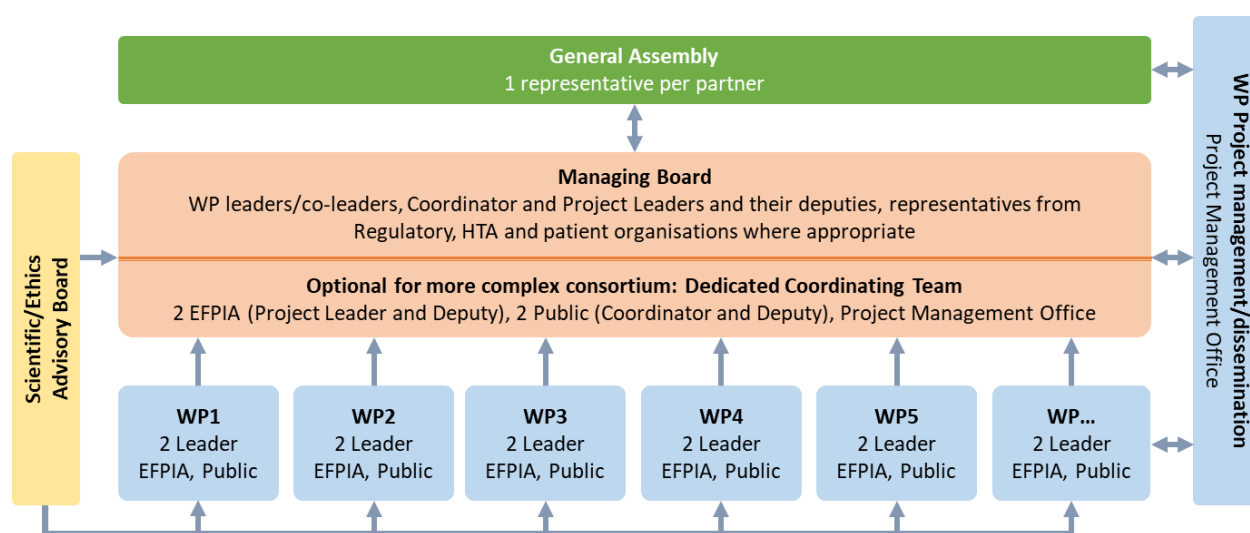 General Assembly
1 representative per partner
Scientific/Ethics
Advisory Board
Managing Board
WP leaders/co-leaders, Coordinator and Project Leaders and their deputies, representatives from
Regulatory, HTA and patient organisations where appropriate
Optional for more complex consortium: Dedicated Coordinating Team
2 EFPIA (Project Leader and Deputy), 2 Public (Coordinator and Deputy), Project Management Office
WP1
2 Leader
EFPIA, Public
WP2
2 Leader
EFPIA, Public
WP3
2 Leader
EFPIA, Public
WP4
2 Leader
EFPIA, Public
WP5
2 Leader
EFPIA, Public
WP...
2 Leader
EFPIA, Public
WP Project management/dissemination
Project Management Office